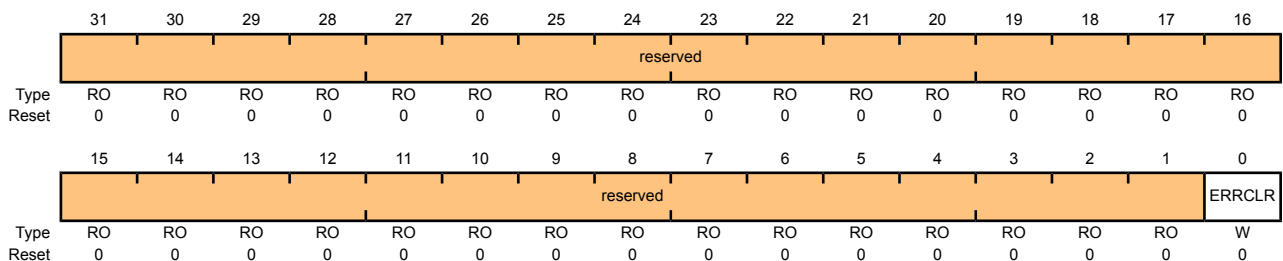 31 30 29 28 27 26 25 24 23 22 21 20 19 18 17 16
reserved
Type RO RO RO RO RO RO RO RO RO RO RO RO RO RO RO RO
Reset 0 0 0 0 0 0 0 0 0 0 0 0 0 0 0 0
15 14 13 12 11 10 9 8 7 6 5 4 3 2 1 0
reserved ERRCLR
Type RO RO RO RO RO RO RO RO RO RO RO RO RO RO RO W
Reset 0 0 0 0 0 0 0 0 0 0 0 0 0 0 0 0